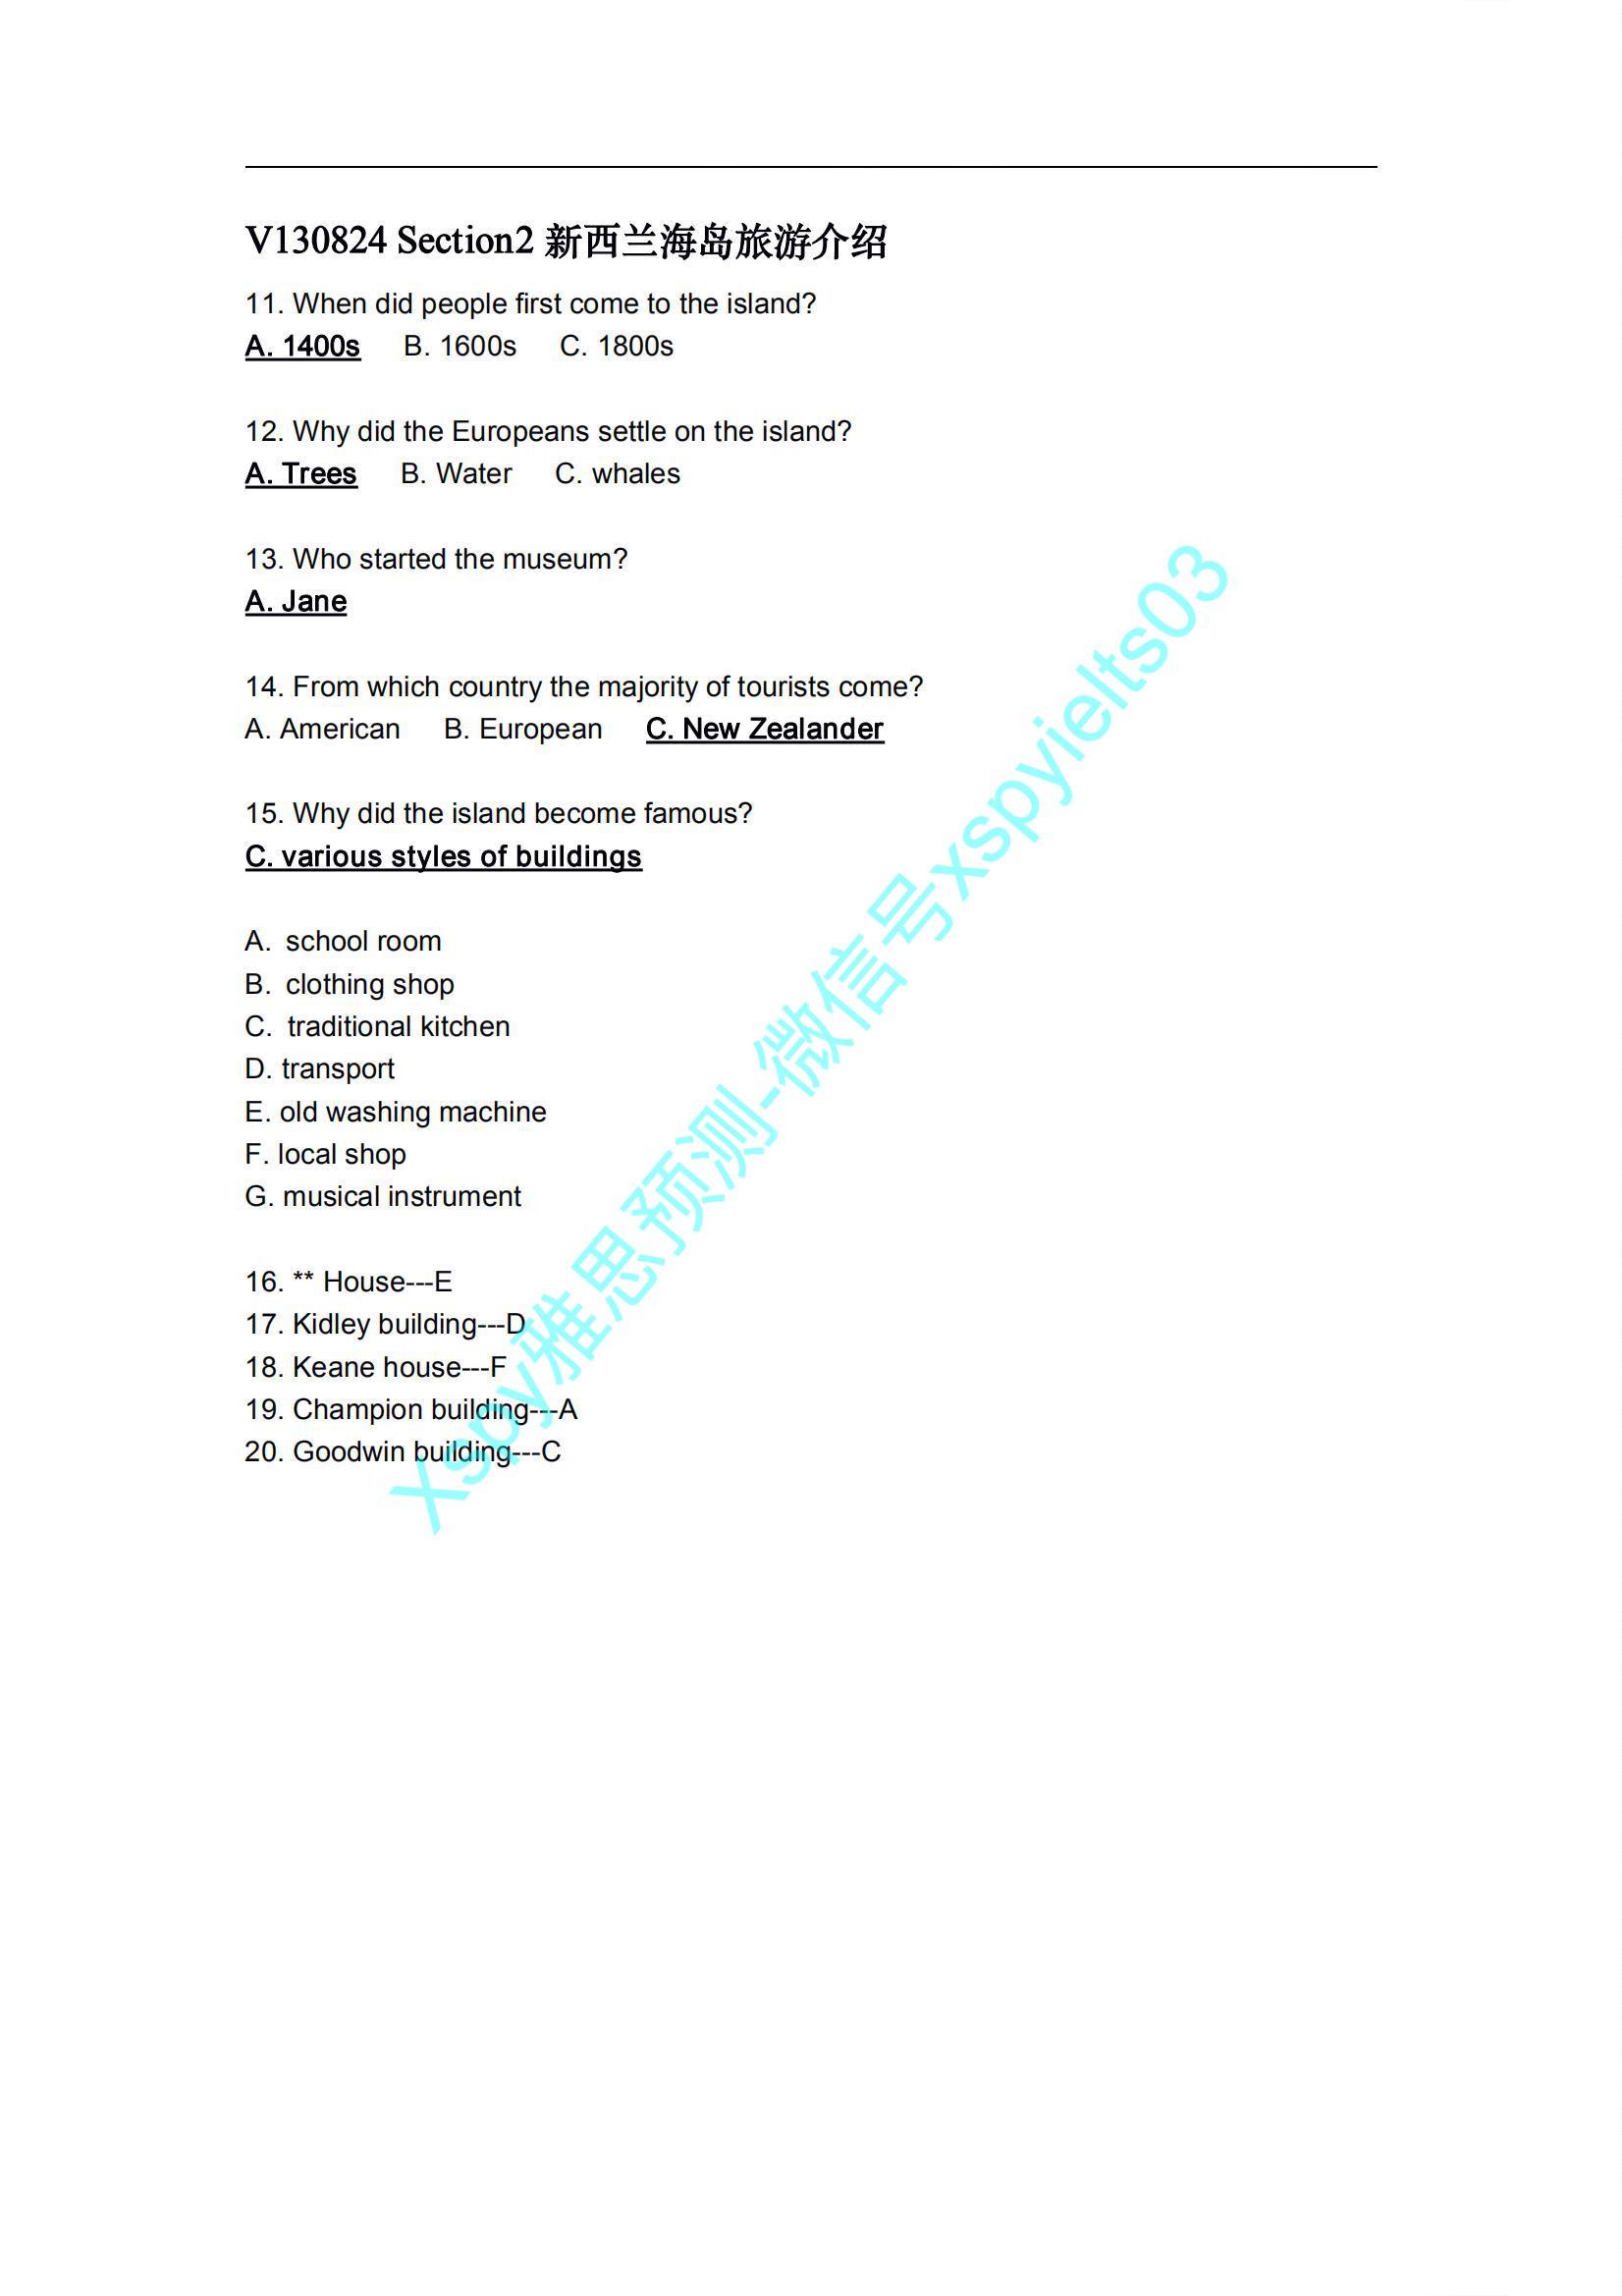 V130824 Section2 新西兰海岛旅游介绍
11. When did people first come to the island?
A. 1400s B. 1600s C. 1800s
12. Why did the Europeans settle on the island?
A. Trees B. Water C. whales
13. Who started the museum?
A. Jane
14. From which country the majority of tourists come?
A. American B. European C. New Zealander
15. Why did the island become famous?
C. various styles of buildings
A. school room
B. clothing shop
C. traditional kitchen
D. transport
E. old washing machine
F. local shop
G. musical instrument
16. ** House---E
17. Kidley building---D
18. Keane house---F
19. Champion building---A
20. Goodwin building---C
Xspy雅思预测-微信号xspyielts03